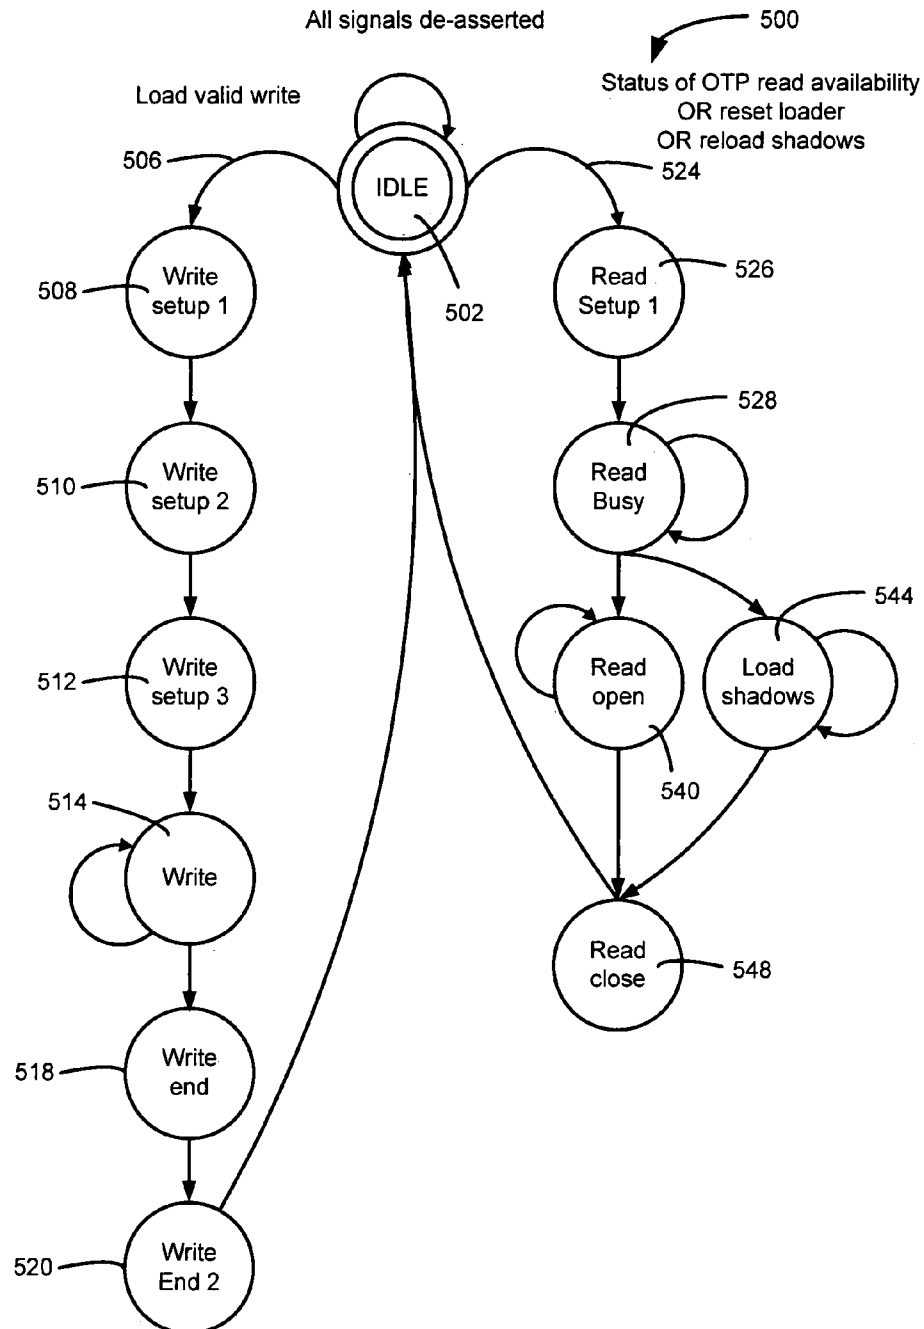 All signals de-asserted
500
Status of OTP read availability
OR reset loader
OR reload shadows
Load valid write
506
524
IDLE
502
Write
setup 1
508
Read
Setup 1
526
528
Write
setup 2
510
Read
Busy
544
Write
setup 3
512
Read
open
540
Load
shadows
514
Write
Read
close
548
Write
end
518
Write
End 2
520